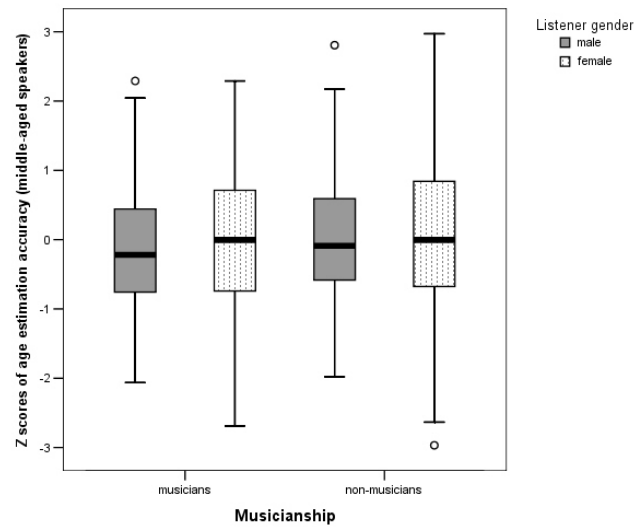 Listener gender
male
female
Z scores of age estimation accuracy (middle-aged speakers)
3
2
1
0
-1
-2
-3
musicians non-musicians
Musicianship